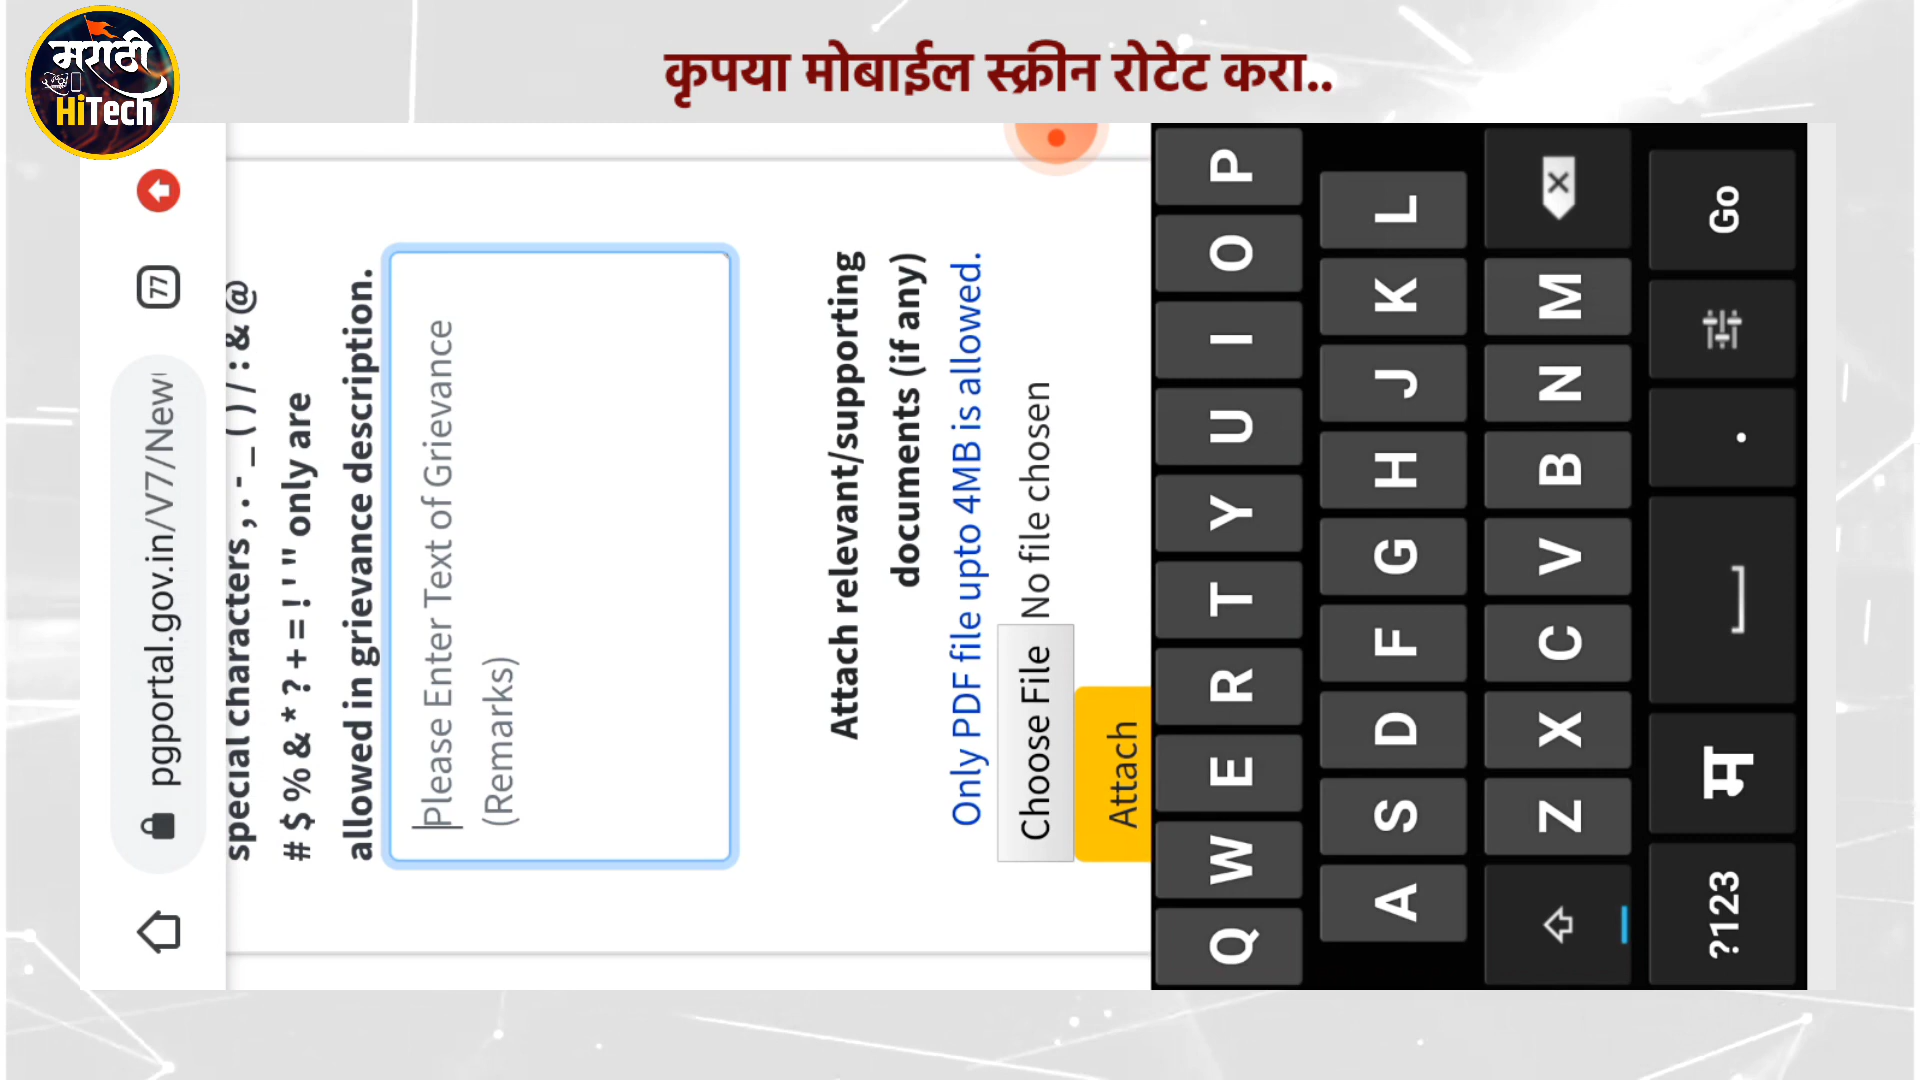 मराठी
HiTech
कृपया मोबाईल स्क्रीन रोटेट करा..
pgportal.gov.in/V7/New
77
special characters , . - _ ( ) / : & @
# $ % & * ? + = ! ' " only are
allowed in grievance description.
Please Enter Text of Grievance
(Remarks)
Attach relevant/supporting
documents (if any)
Only PDF file upto 4MB is allowed.
Choose File No file chosen
Attach
Q W E R T Y U I O P
A S D F G H J K L
Z X C V B N M
?123 म . Go